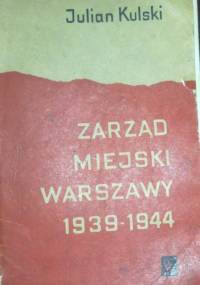 Julian Kulski
ZARZĄD
MIEJSKI
WARSZAWY
1939-1944